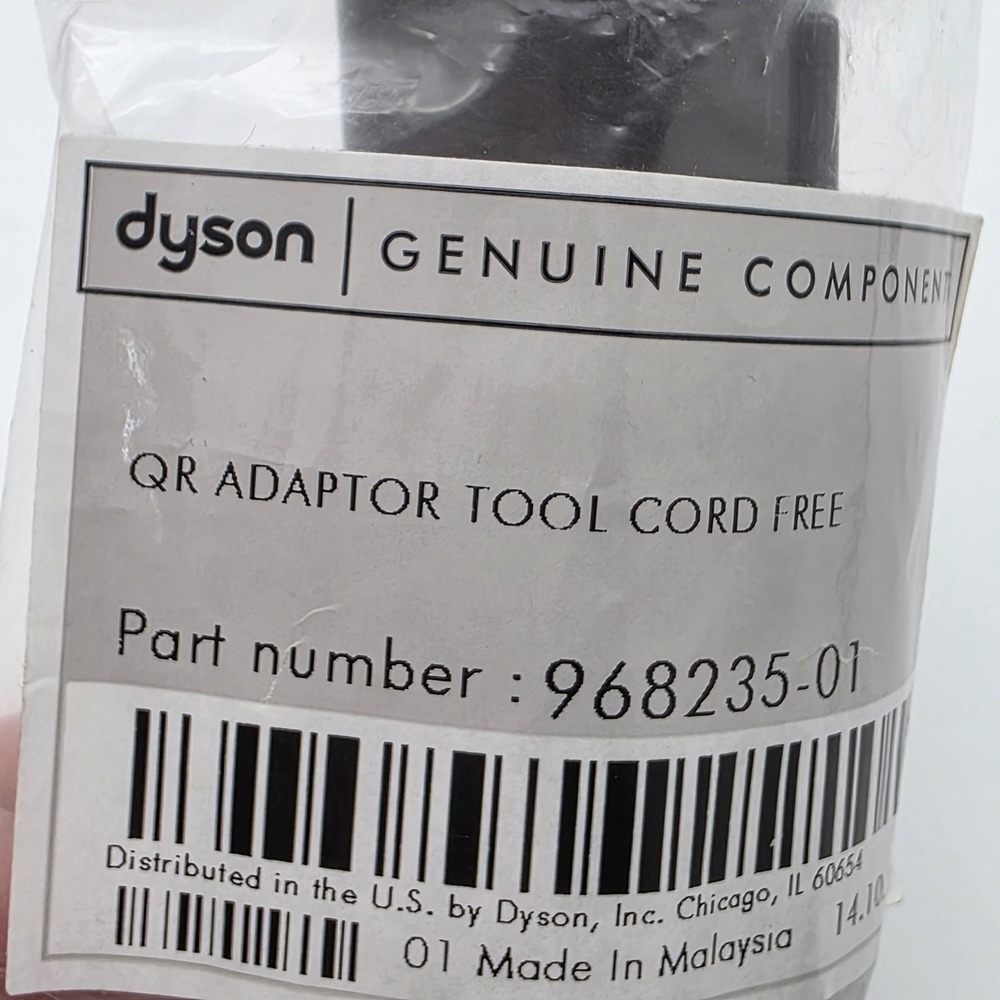 dyson | GENUINE COMPONENT
QR ADAPTOR TOOL CORD FREE
Part number : 968235-01
Distributed in the U.S. by Dyson, Inc. Chicago, IL 60654
01 Made In Malaysia